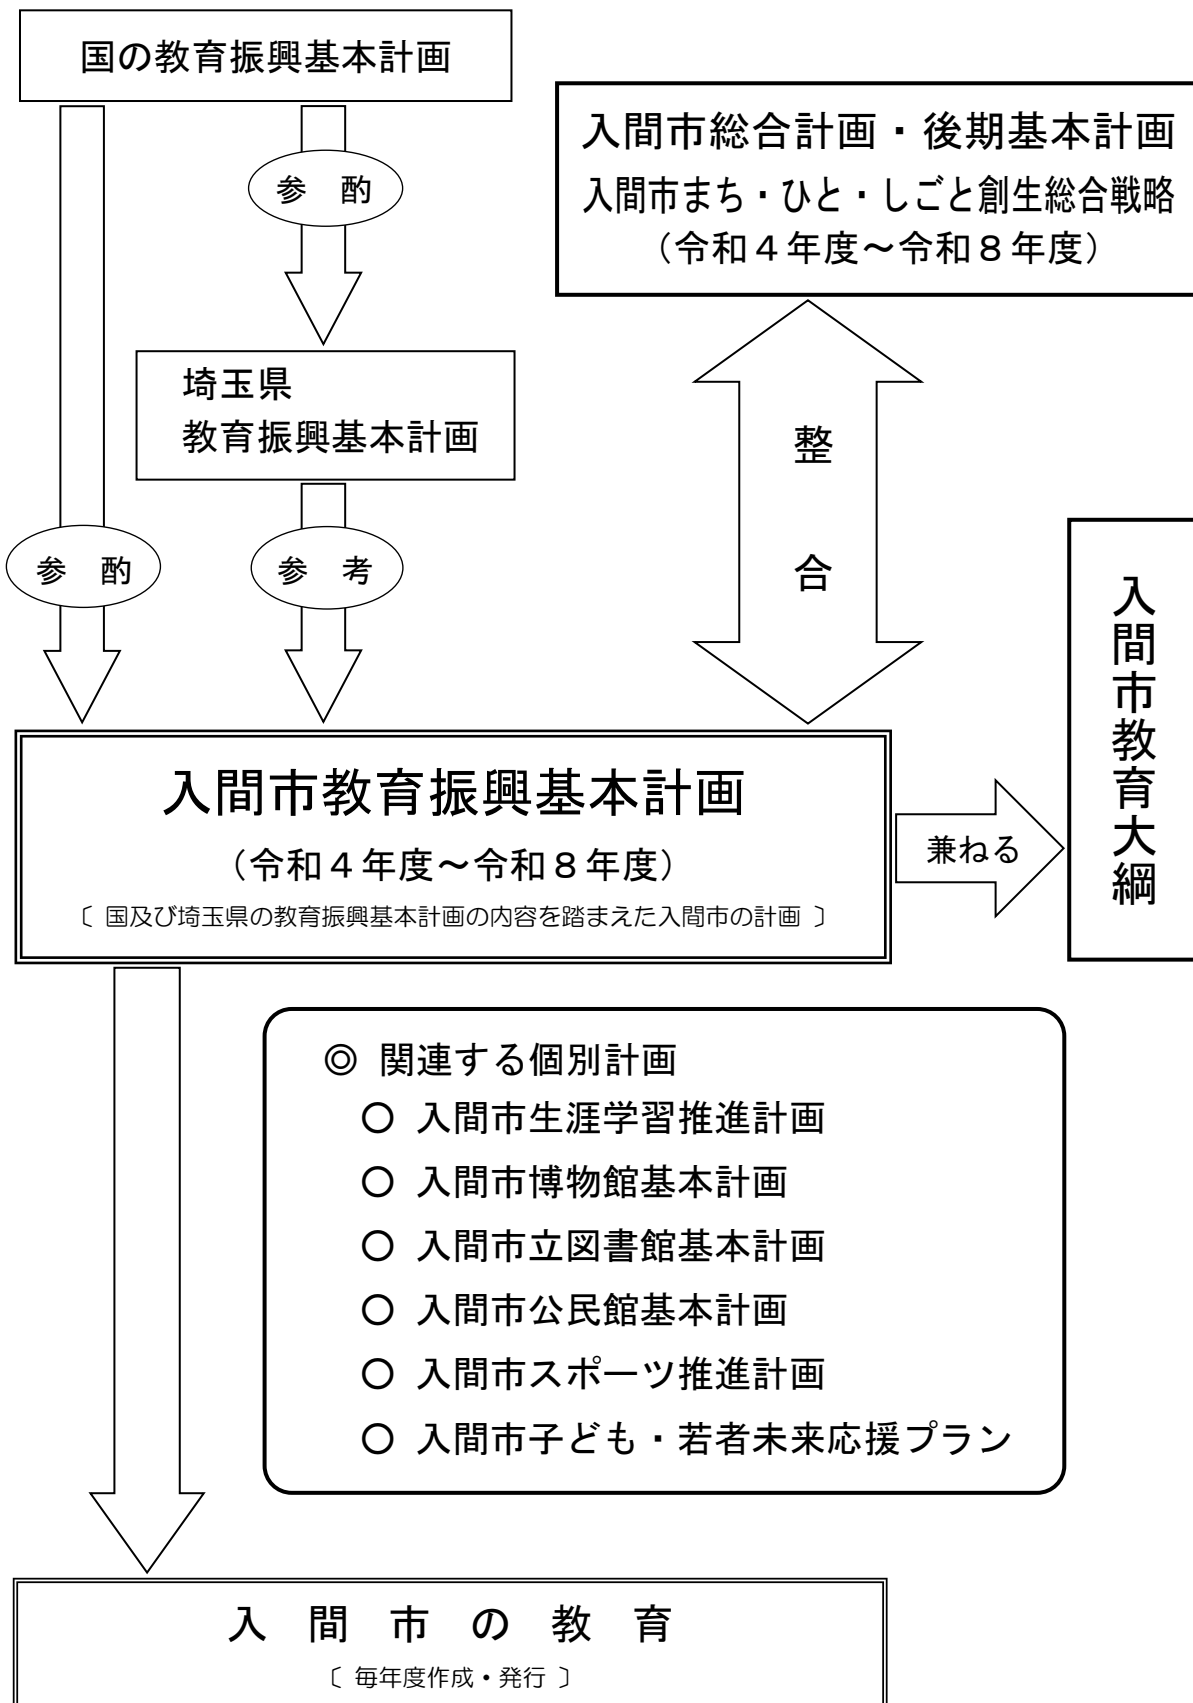 国の教育振興基本計画
入間市総合計画・後期基本計画
入間市まち・ひと・しごと創生総合戦略
（令和４年度～令和８年度）
参　酌
埼玉県
教育振興基本計画
整合
参　酌
参　考
入間市教育大綱
入間市教育振興基本計画
（令和４年度～令和８年度）
〔 国及び埼玉県の教育振興基本計画の内容を踏まえた入間市の計画 〕
兼ねる
◎ 関連する個別計画
○ 入間市生涯学習推進計画
○ 入間市博物館基本計画
○ 入間市立図書館基本計画
○ 入間市公民館基本計画
○ 入間市スポーツ推進計画
○ 入間市子ども・若者未来応援プラン
入　間　市　の　教　育
〔 毎年度作成・発行 〕